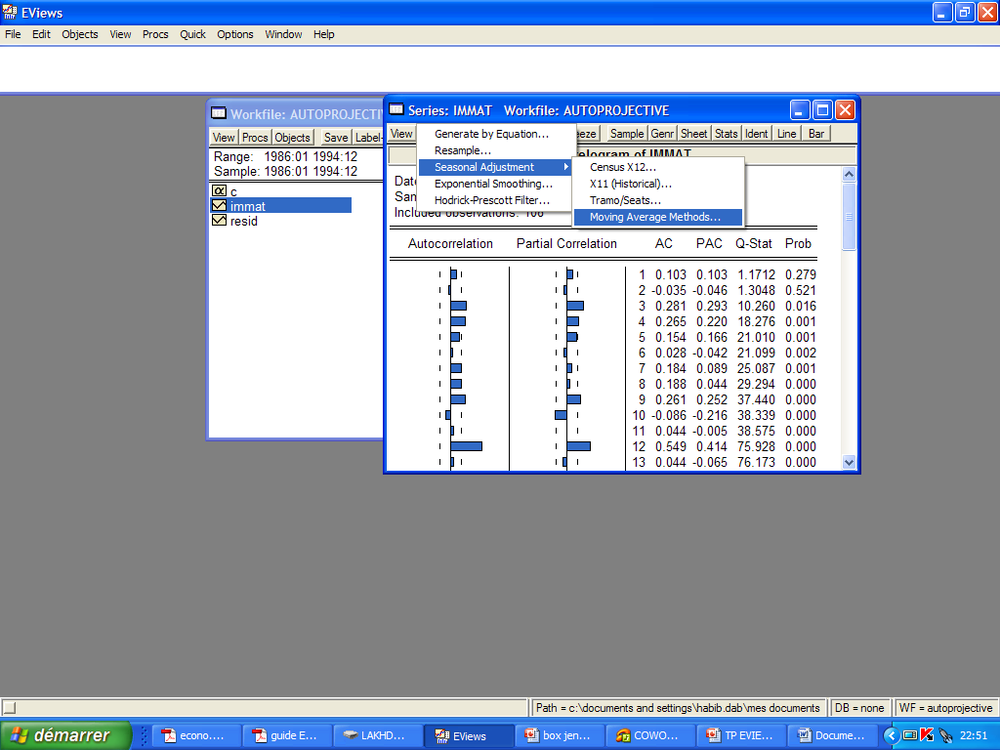 EViews
File Edit Objects View Procs Quick Options Window Help
Workfile: AUTOPROJECTIV
View Procs Objects Save Label
Range: 1986:01 1994:12
Sample: 1986:01 1994:12
c
immat
resid
Series: IMMAT Workfile: AUTOPROJECTIVE
View Sample Genr Sheet Stats Ident Line Bar
Generate by Equation...
Resample...
Seasonal Adjustment
Exponential Smoothing...
Hodrick-Prescott Filter...
Census X12...
X11 (Historical)...
Tramo/Seats...
Moving Average Methods...
Autocorrelation Partial Correlation AC PAC Q-Stat Prob
1 0.103 0.103 1.1712 0.279
2 -0.035 -0.046 1.3048 0.521
3 0.281 0.293 10.260 0.016
4 0.265 0.220 18.276 0.001
5 0.154 0.166 21.010 0.001
6 0.028 -0.042 21.099 0.002
7 0.184 0.089 25.087 0.001
8 0.188 0.044 29.294 0.000
9 0.261 0.252 37.440 0.000
10 -0.086 -0.216 38.339 0.000
11 0.044 -0.005 38.575 0.000
12 0.549 0.414 75.928 0.000
13 0.044 -0.065 76.173 0.000
Path = c:\documents and settings\habib.dab\mes documents DB = none WF = autoprojective
démarrer econo.... guide E... LAKHD... EViews box jen... COWO... TP EVIE... Docume... 22:51